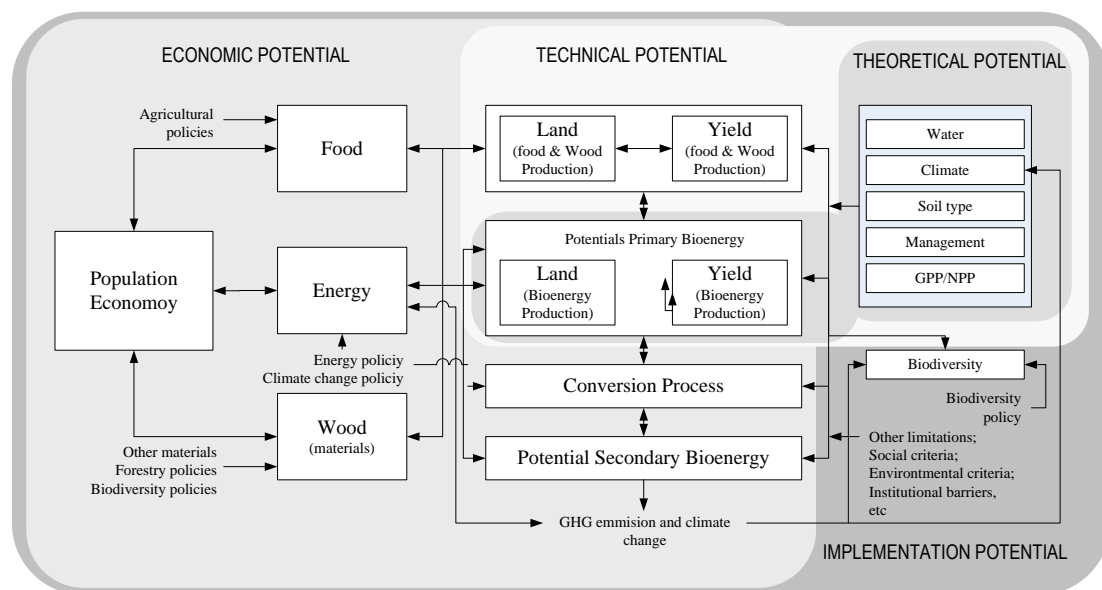 ECONOMIC POTENTIAL
TECHNICAL POTENTIAL
THEORETICAL POTENTIAL
Agricultural
policies
Food
Land
(food & Wood
Production)
Yield
(food & Wood
Production)
Water
Climate
Soil type
Management
GPP/NPP
Population
Economoy
Energy
Potentials Primary Bioenergy
Land
(Bioenergy
Production)
Yield
(Bioenergy
Production)
Energy policiy
Climate change policiy
Conversion Process
Biodiversity
Biodiversity
policy
Wood
(materials)
Other materials
Forestry policies
Biodiversity policies
Potential Secondary Bioenergy
Other limitations;
Social criteria;
Environtmental criteria;
Institutional barriers,
etc
GHG emmision and climate
change
IMPLEMENTATION POTENTIAL